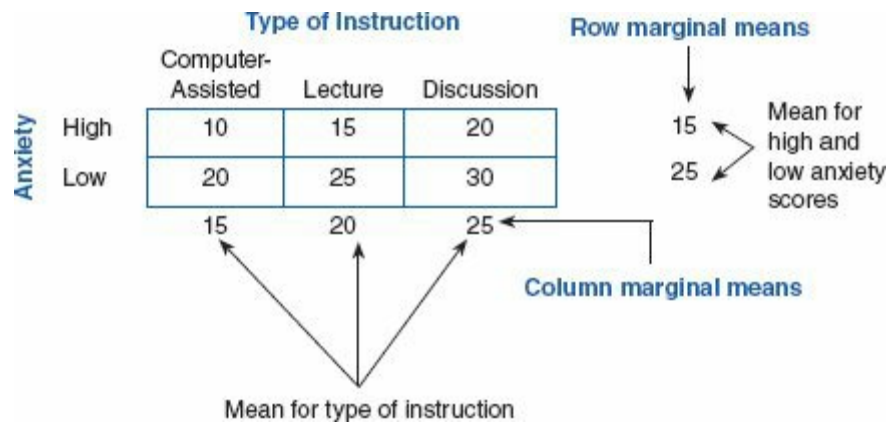 Type of Instruction
Row marginal means
Computer-
Assisted
Lecture
Discussion
Anxiety
High
10
15
20
15
Low
20
25
30
25
Mean for
high and
low anxiety
scores
15
20
25
Column marginal means
Mean for type of instruction